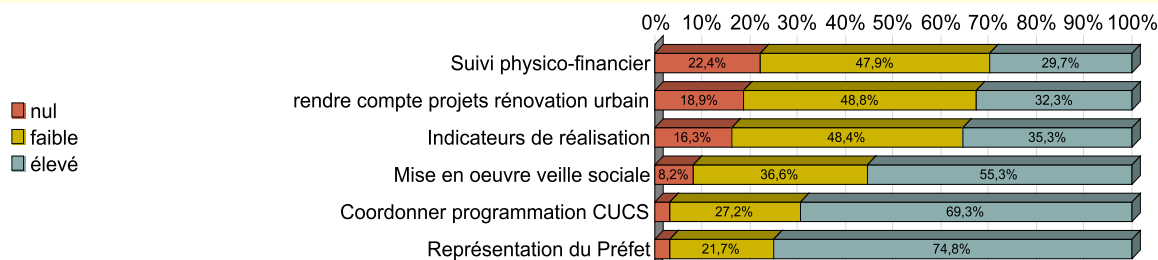 0% 10% 20% 30% 40% 50% 60% 70% 80% 90% 100%
Suivi physico-financier 22,4% 47,9% 29,7%
rendre compte projets rénovation urbain 18,9% 48,8% 32,3%
nul
Indicateurs de réalisation 16,3% 48,4% 35,3%
faible
élevé
Mise en oeuvre veille sociale 8,2% 36,6% 55,3%
Coordonner programmation CUCS 27,2% 69,3%
Représentation du Préfet 21,7% 74,8%